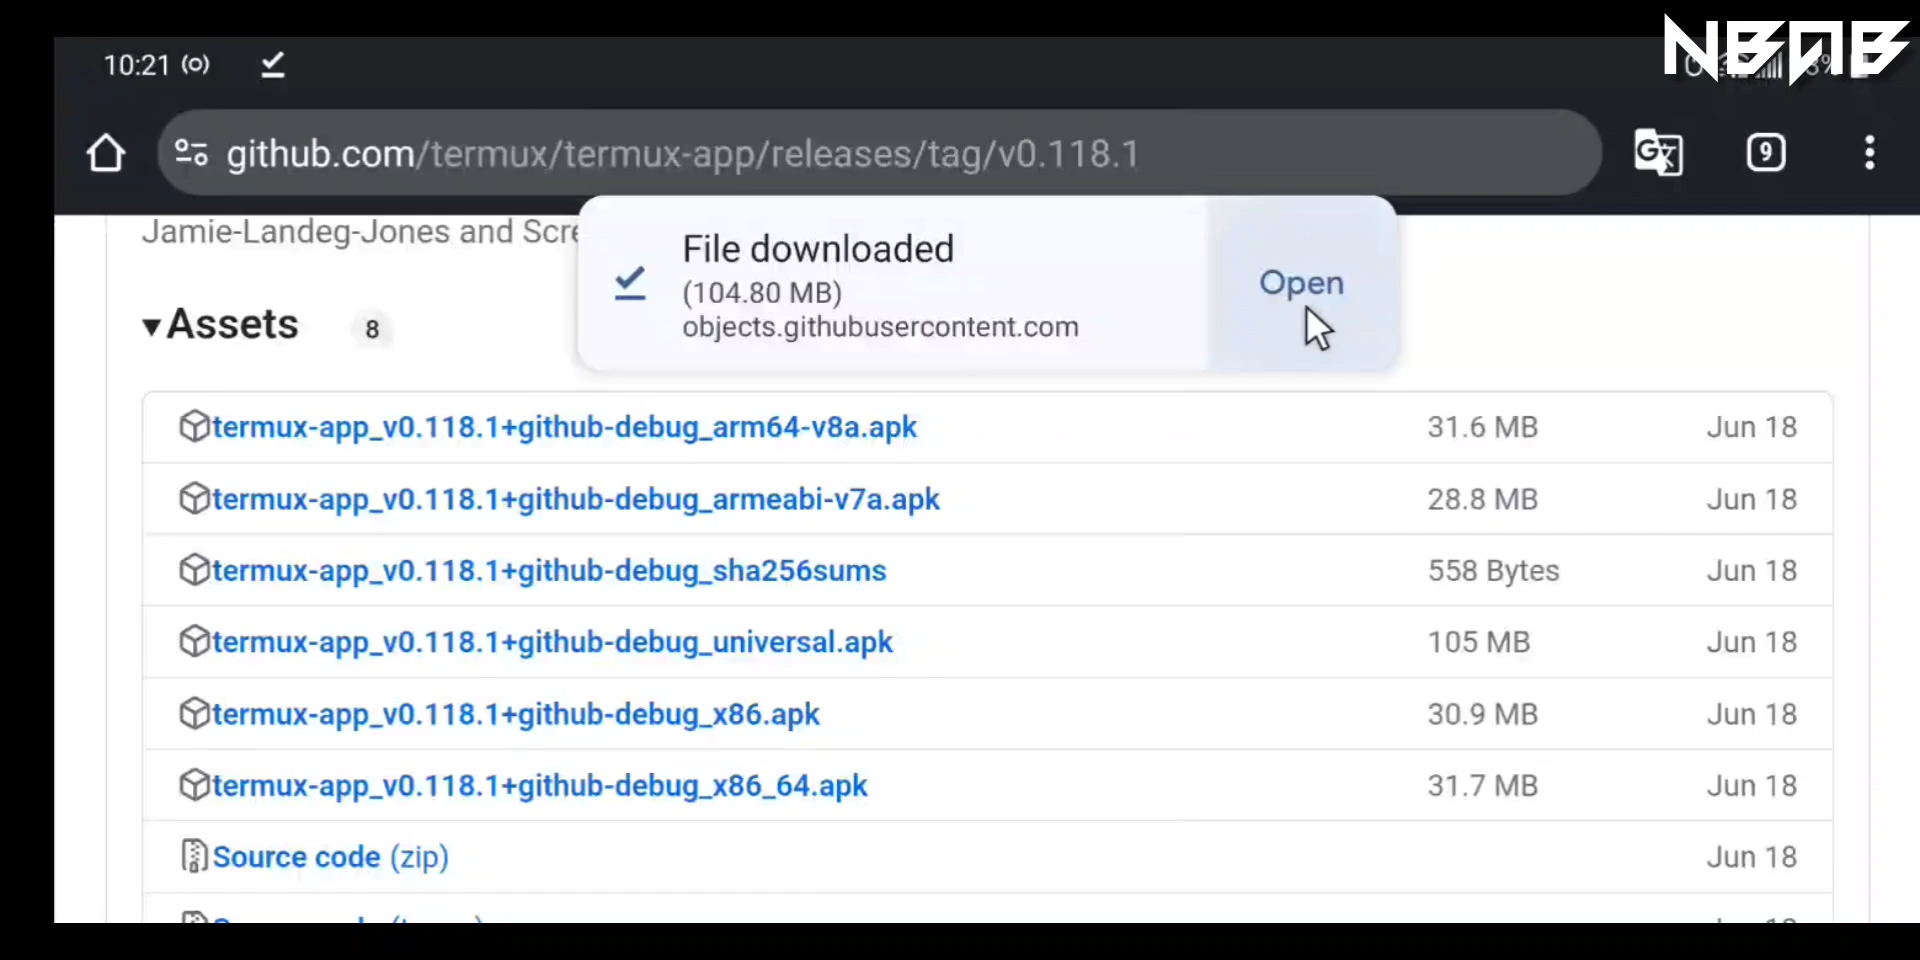 NBAB
10:21
github.com/termux/termux-app/releases/tag/v0.118.1
9
Jamie-Landeg-Jones and Scre
File downloaded
(104.80 MB)
objects.githubusercontent.com
Open
Assets 8
termux-app_v0.118.1+github-debug_arm64-v8a.apk 31.6 MB Jun 18
termux-app_v0.118.1+github-debug_armeabi-v7a.apk 28.8 MB Jun 18
termux-app_v0.118.1+github-debug_sha256sums 558 Bytes Jun 18
termux-app_v0.118.1+github-debug_universal.apk 105 MB Jun 18
termux-app_v0.118.1+github-debug_x86.apk 30.9 MB Jun 18
termux-app_v0.118.1+github-debug_x86_64.apk 31.7 MB Jun 18
Source code (zip) Jun 18